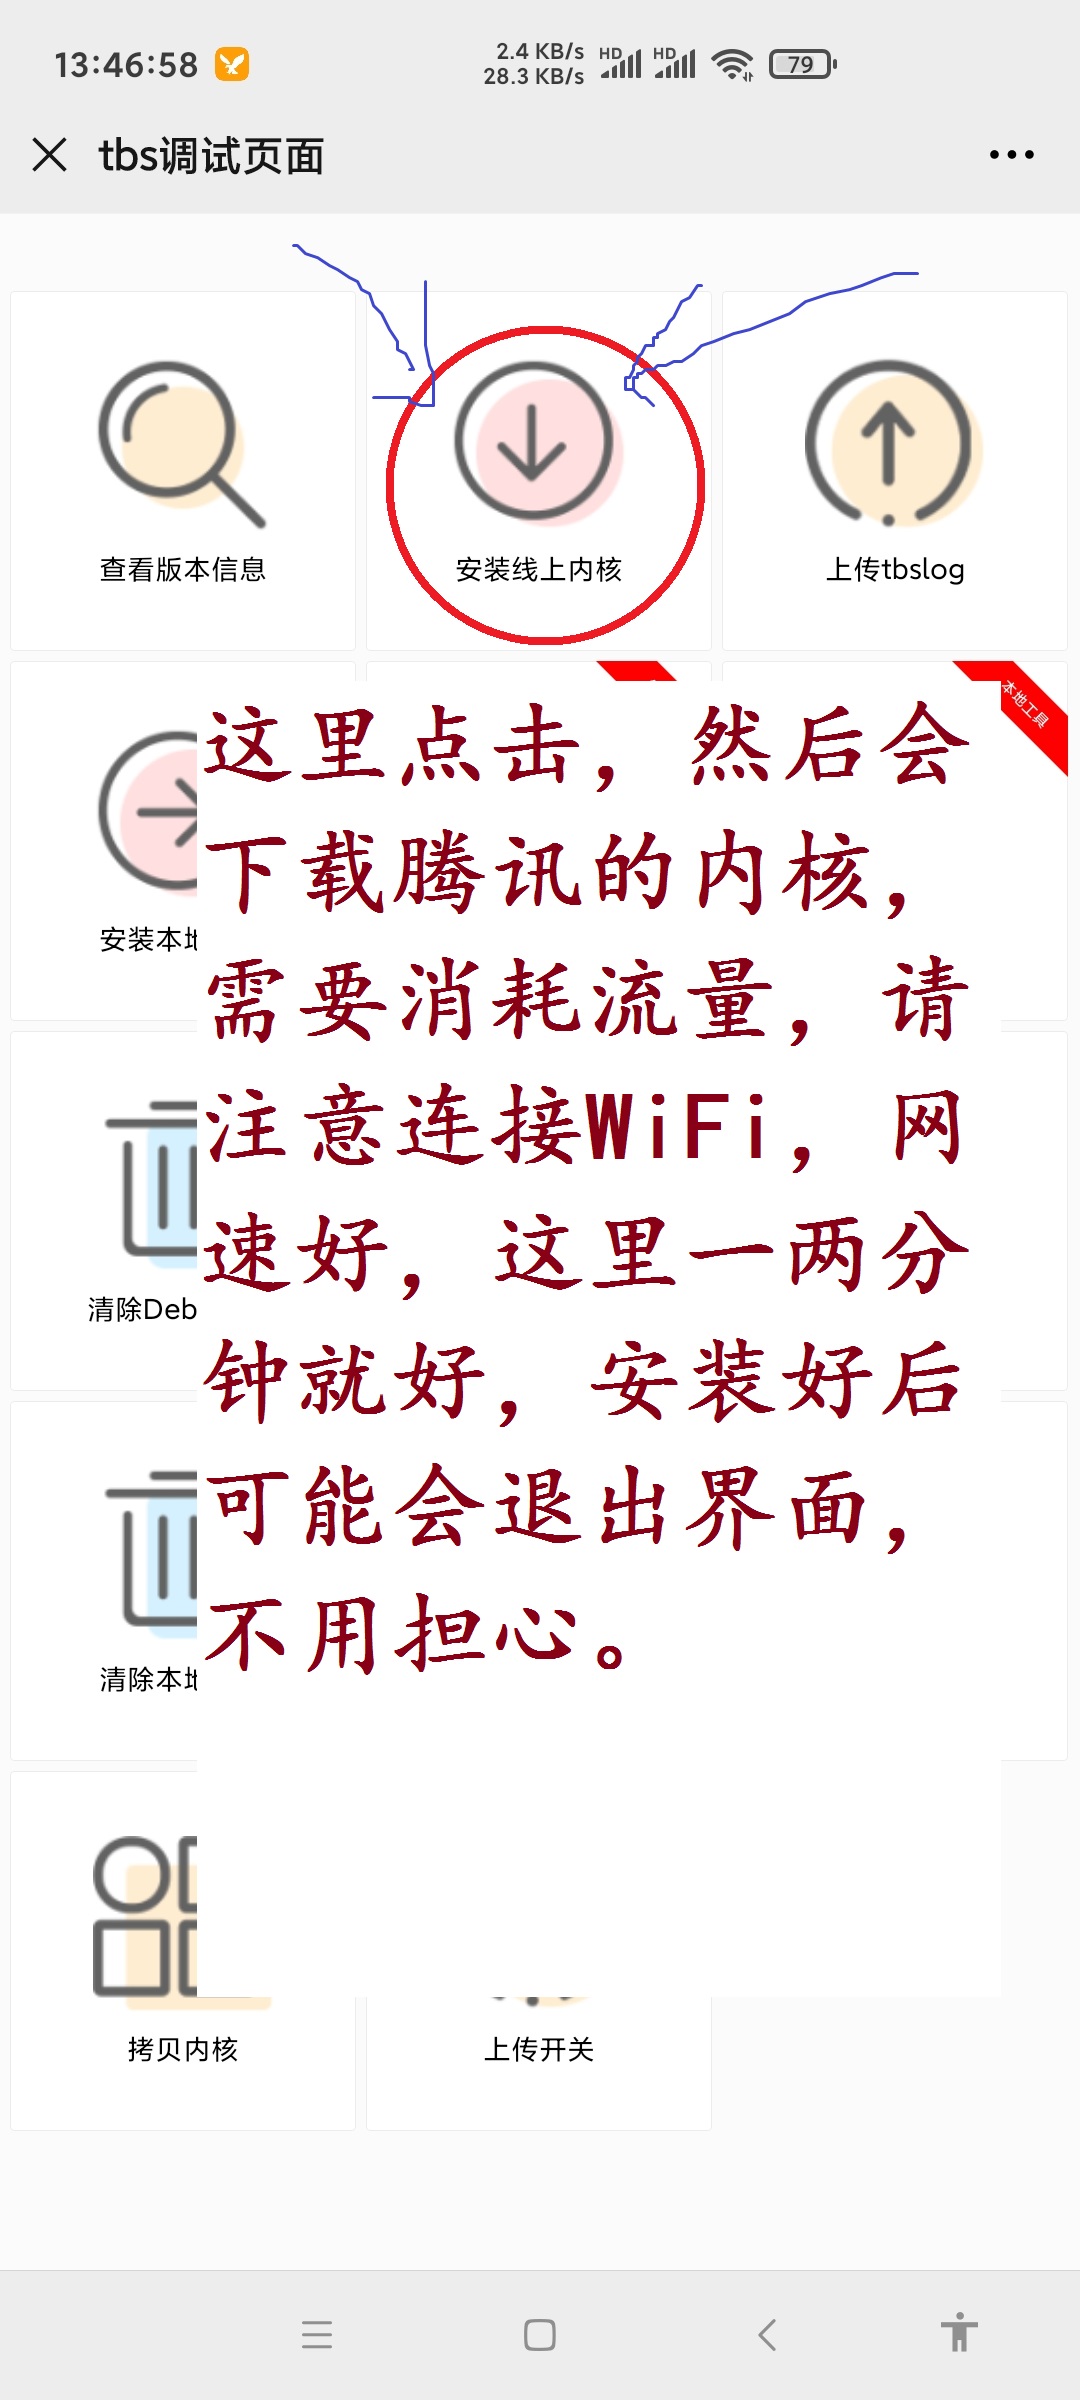 13:46:58
2.4 KB/s
28.3 KB/s
HD
HD
79
tbs调试页面
查看版本信息
安装线上内核
上传tbslog
本地工具
这里点击，然后会
下载腾讯的内核，
需要消耗流量，请
注意连接WiFi，网
速好，这里一两分
钟就好，安装好后
可能会退出界面，
不用担心。
安装本地
清除Deb
清除本地
拷贝内核
上传开关